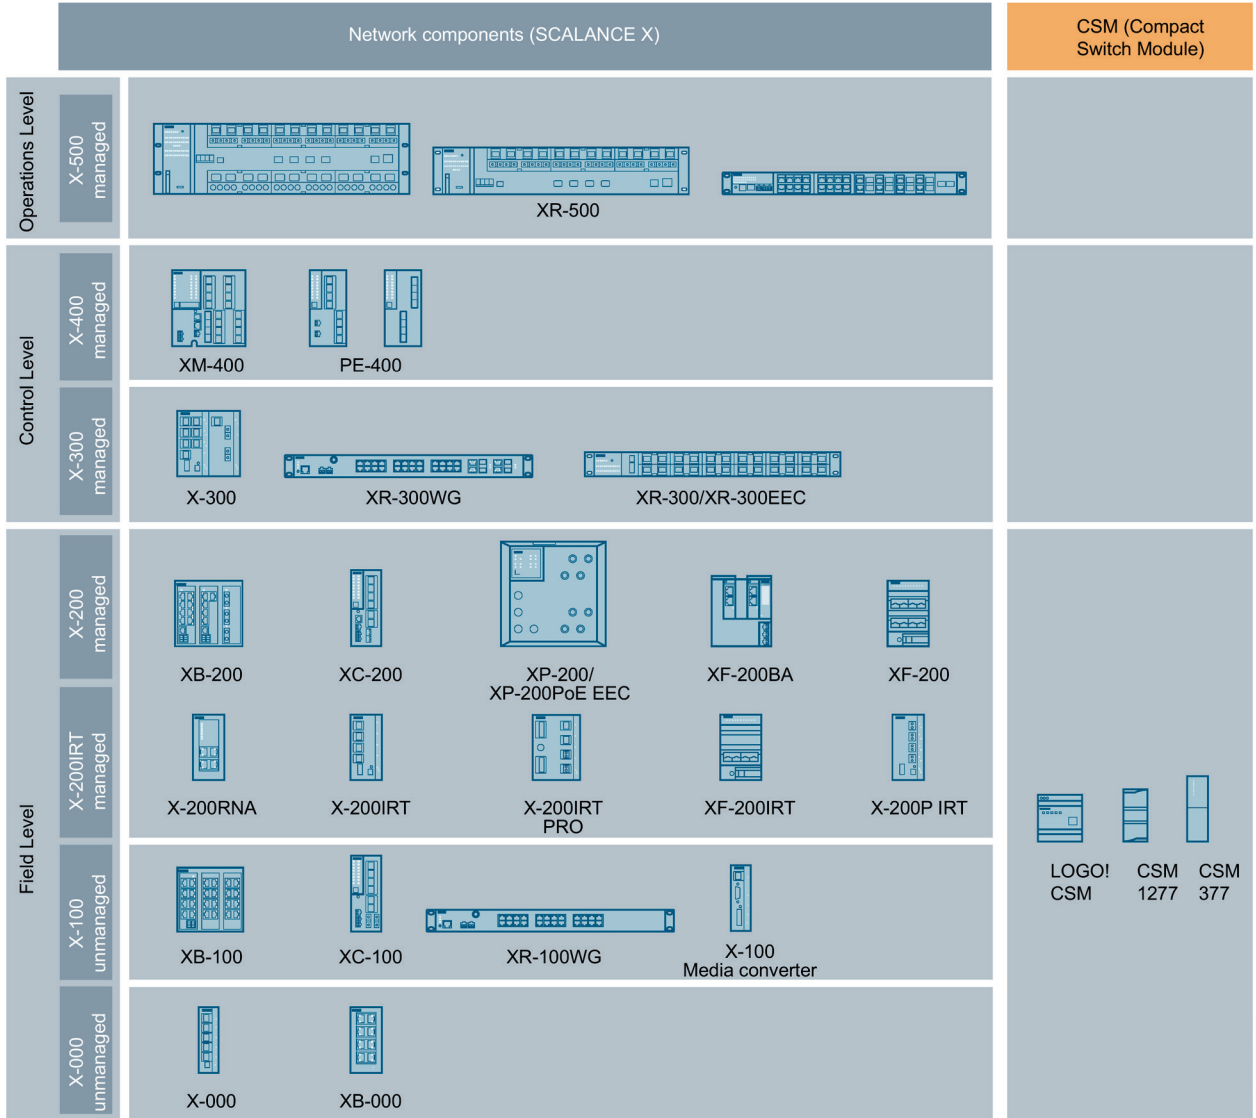 Network components (SCALANCE X)
CSM (Compact
Switch Module)
Operations Level
X-500
managed
XR-500
Control Level
X-400
managed
XM-400
PE-400
X-300
managed
X-300
XR-300WG
XR-300/XR-300EEC
Field Level
X-200
managed
XB-200
XC-200
XP-200/
XP-200PoE EEC
XF-200BA
XF-200
X-200IRT
managed
X-200RNA
X-200IRT
X-200IRT
PRO
XF-200IRT
X-200P IRT
X-100
unmanaged
XB-100
XC-100
XR-100WG
X-100
Media converter
X-000
unmanaged
X-000
XB-000
LOGO!
CSM
CSM
1277
CSM
377